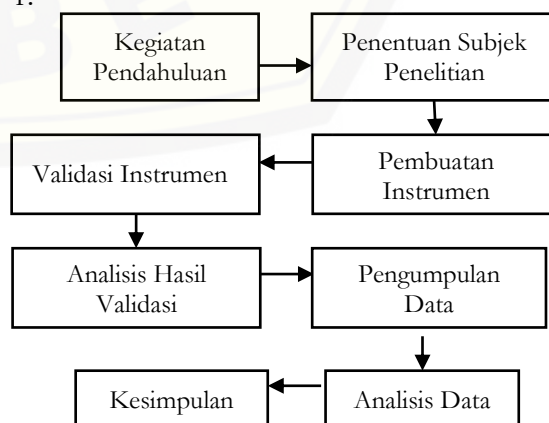 1.
Kegiatan
Pendahuluan
Penentuan Subjek
Penelitian
Pembuatan
Instrumen
Validasi Instrumen
Analisis Hasil
Validasi
Pengumpulan
Data
Analisis Data
Kesimpulan